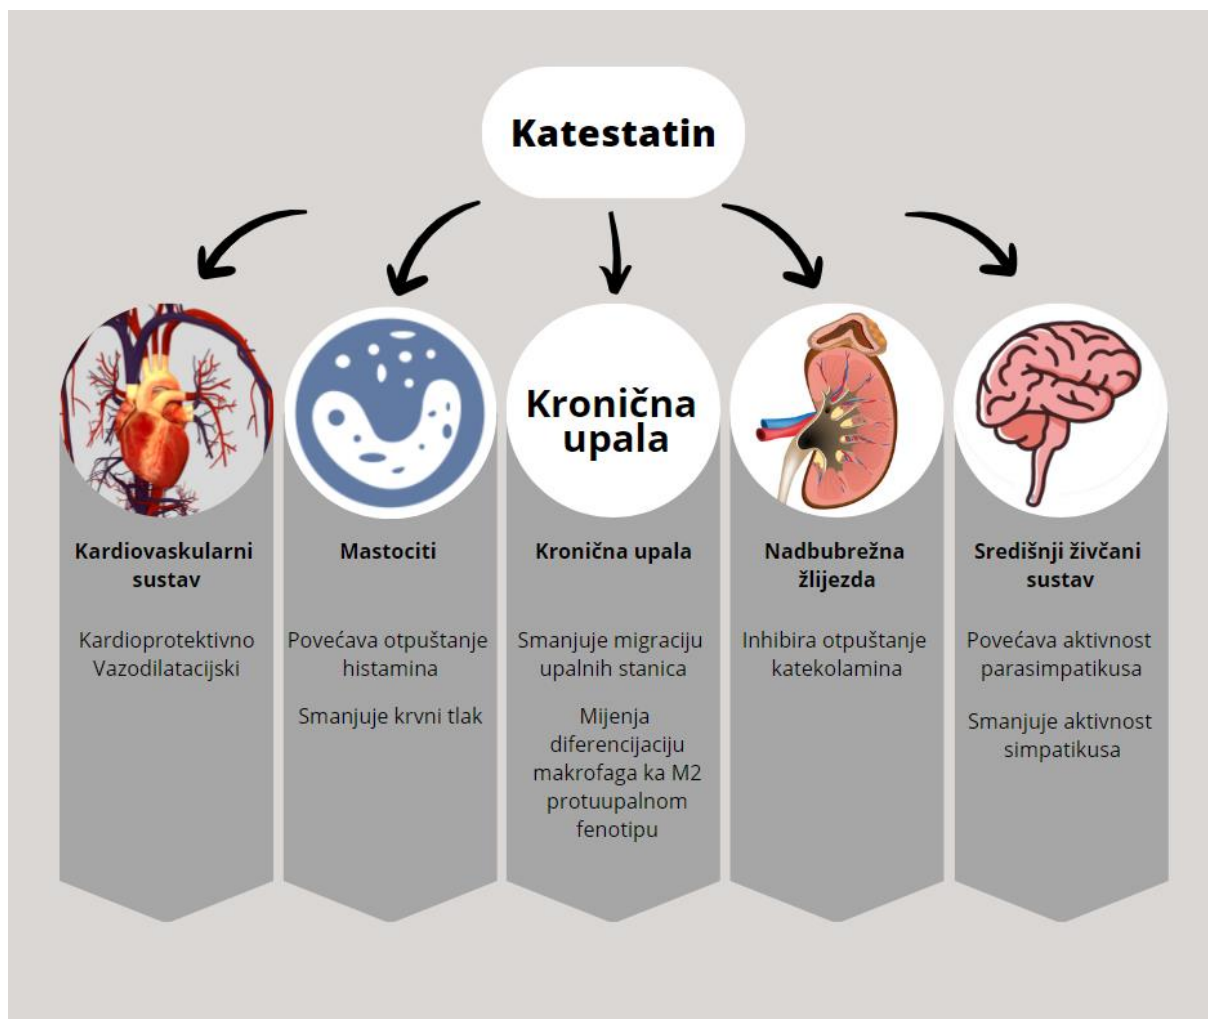 Katestatin
Kronična
upala
Kardiovaskularni
sustav
Kardioprotektivno
Vazodilatacijski
Mastociti
Povećava otpuštanje
histamina
Smanjuje krvni tlak
Kronična upala
Smanjuje migraciju
upalnih stanica
Mijenja
diferencijaciju
makrofaga ka M2
protuupalnom
fenotipu
Nadbubrežna
žlijezda
Inhibira otpuštanje
katekolamina
Središnji živčani
sustav
Povećava aktivnost
parasimpatikusa
Smanjuje aktivnost
simpatikusa